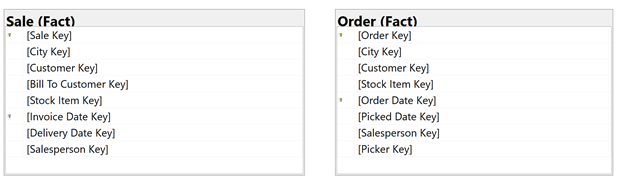 Sale (Fact)
[Sale Key]
[City Key]
[Customer Key]
[Bill To Customer Key]
[Stock Item Key]
[Invoice Date Key]
[Delivery Date Key]
[Salesperson Key]
Order (Fact)
[Order Key]
[City Key]
[Customer Key]
[Stock Item Key]
[Order Date Key]
[Picked Date Key]
[Salesperson Key]
[Picker Key]